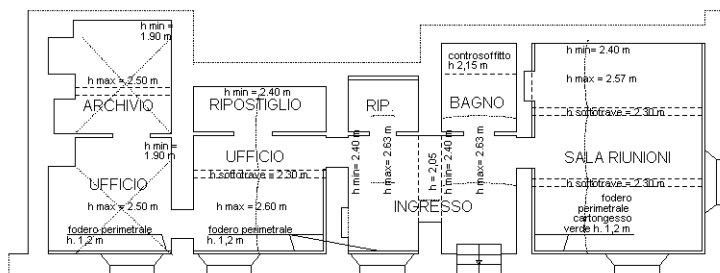 h min =
1.90 m
h max = 2.50 m
ARCHIVIO
h min =
1.90 m
UFFICIO
h max = 2.50 m
fodero perimetrale
h. 1,2 m
h min = 2.40 m
RIPOSTIGLIO
UFFICIO
h sottotrave = 2.30 m
h max = 2.60 m
fodero perimetrale
h. 1,2 m
RIP.
h min= 2.40 m
h max= 2.63 m
h = 2,05
INGRESSO
controsoffitto
h 2,15 m
BAGNO
h min= 2.40 m
h max= 2.63 m
h min= 2.40 m
h max = 2.57 m
h sottotrave = 2.30 m
SALA RIUNIONI
h sottotrave = 2.30 m
fodero
perimetrale
cartongesso
verde h. 1,2 m